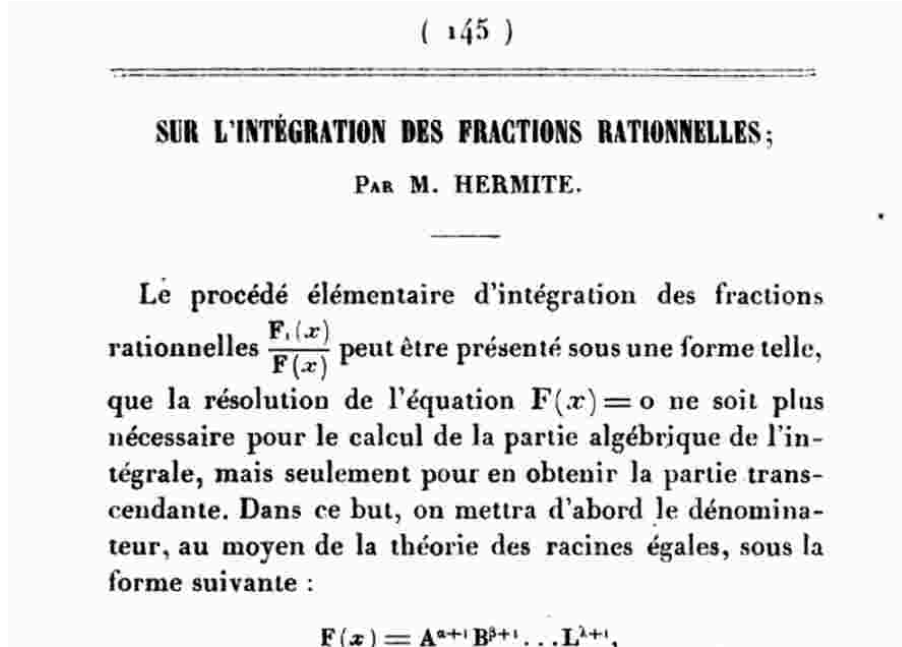 ( 145 )
SUR L'INTÉGRATION DES FRACTIONS RATIONNELLES;
PAR M. HERMITE.
Le procédé élémentaire d'intégration des fractions
rationnelles F₁(x)/F(x) peut être présenté sous une forme telle,
que la résolution de l'équation F(x) = 0 ne soit plus
nécessaire pour le calcul de la partie algébrique de l'in-
tégrale, mais seulement pour en obtenir la partie trans-
cendante. Dans ce but, on mettra d'abord le dénomina-
teur, au moyen de la théorie des racines égales, sous la
forme suivante :
F(x) = A^{α+1} B^{β+1} . . . L^{λ+1},